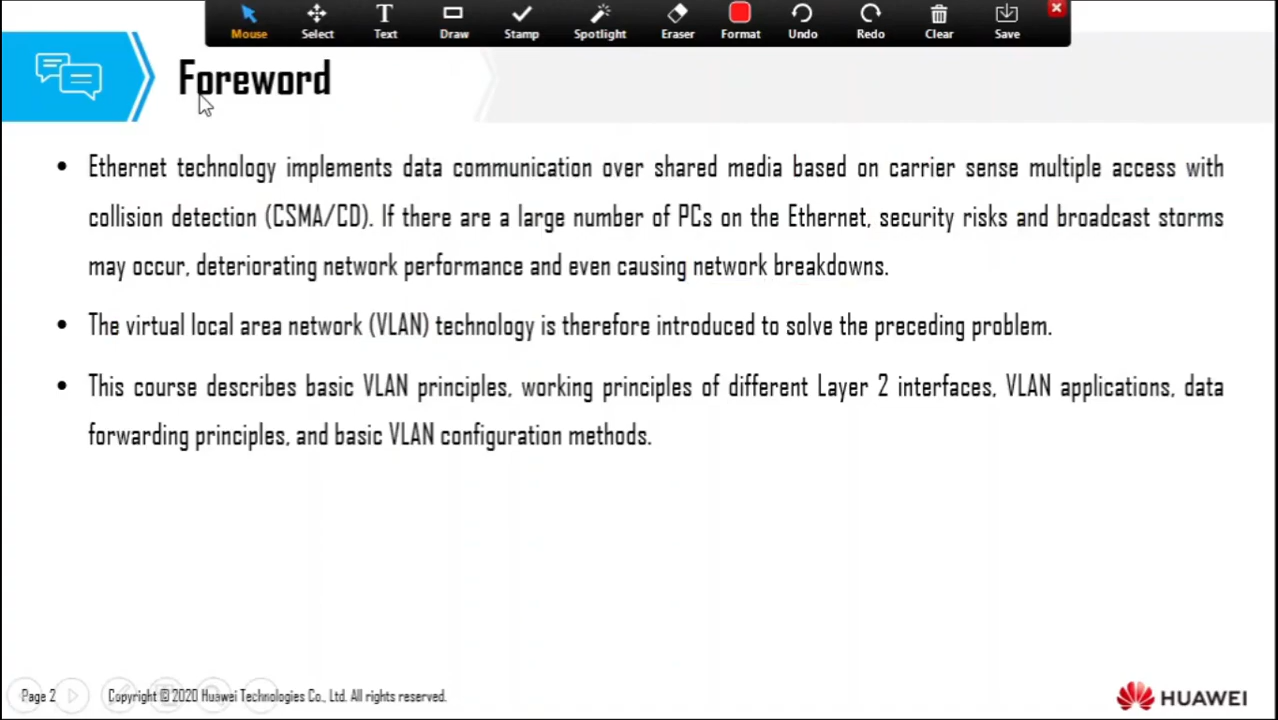 Mouse Select Text Draw Stamp Spotlight Eraser Format Undo Redo Clear Save
Foreword
• Ethernet technology implements data communication over shared media based on carrier sense multiple access with
collision detection (CSMA/CD). If there are a large number of PCs on the Ethernet, security risks and broadcast storms
may occur, deteriorating network performance and even causing network breakdowns.
• The virtual local area network (VLAN) technology is therefore introduced to solve the preceding problem.
• This course describes basic VLAN principles, working principles of different Layer 2 interfaces, VLAN applications, data
forwarding principles, and basic VLAN configuration methods.
Page 2 Copyright © 2020 Huawei Technologies Co., Ltd. All rights reserved.
HUAWEI